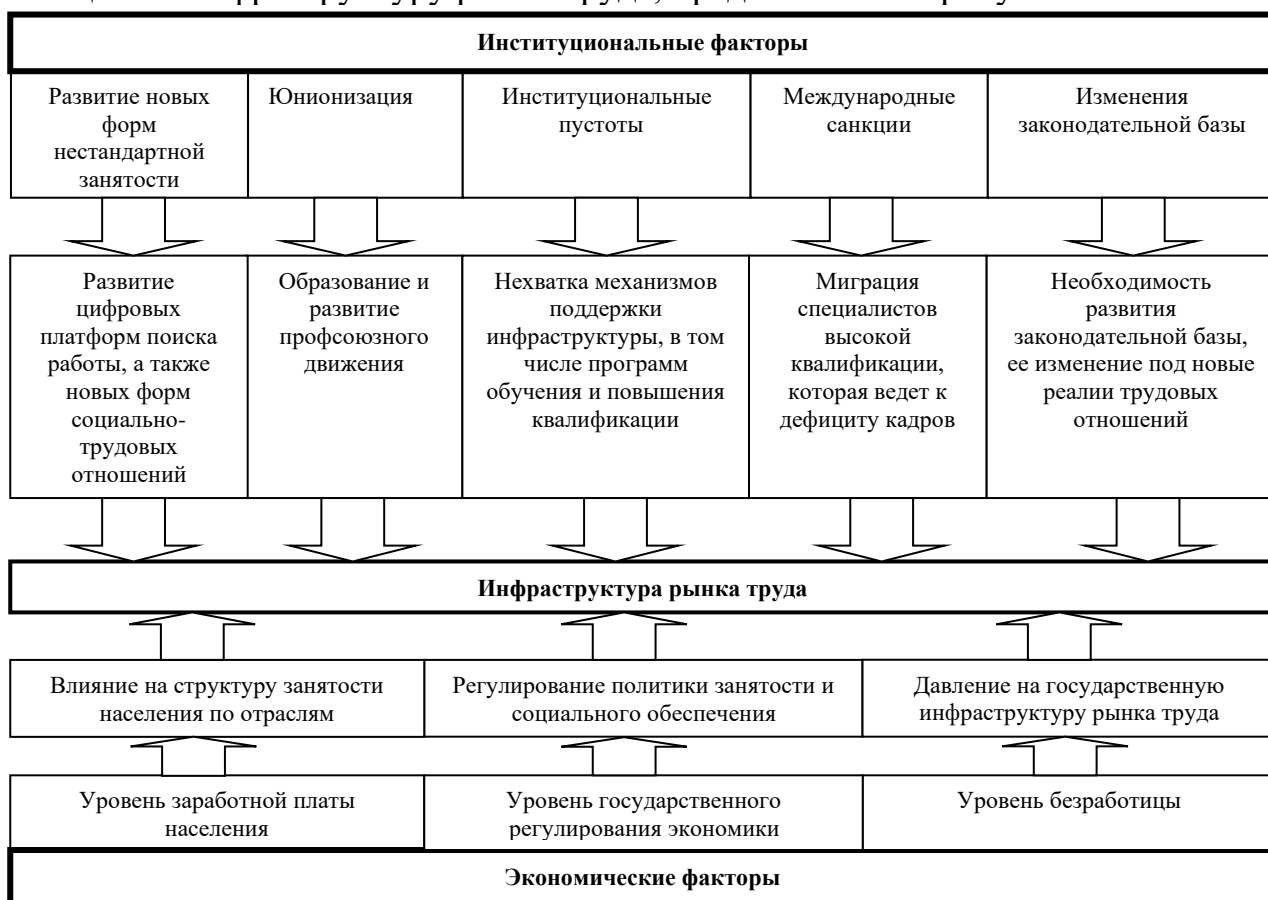 Институциональные факторы
Развитие новых
форм
нестандартной
занятости
Юнионизация
Институциональные
пустоты
Международные
санкции
Изменения
законодательной базы
Развитие
цифровых
платформ поиска
работы, а также
новых форм
социально-
трудовых
отношений
Образование и
развитие
профсоюзного
движения
Нехватка механизмов
поддержки
инфраструктуры, в том
числе программ
обучения и повышения
квалификации
Миграция
специалистов
высокой
квалификации,
которая ведет к
дефициту кадров
Необходимость
развития
законодательной базы,
ее изменение под новые
реалии трудовых
отношений
Инфраструктура рынка труда
Влияние на структуру занятости
населения по отраслям
Регулирование политики занятости и
социального обеспечения
Давление на государственную
инфраструктуру рынка труда
Уровень заработной платы
населения
Уровень государственного
регулирования экономики
Уровень безработицы
Экономические факторы